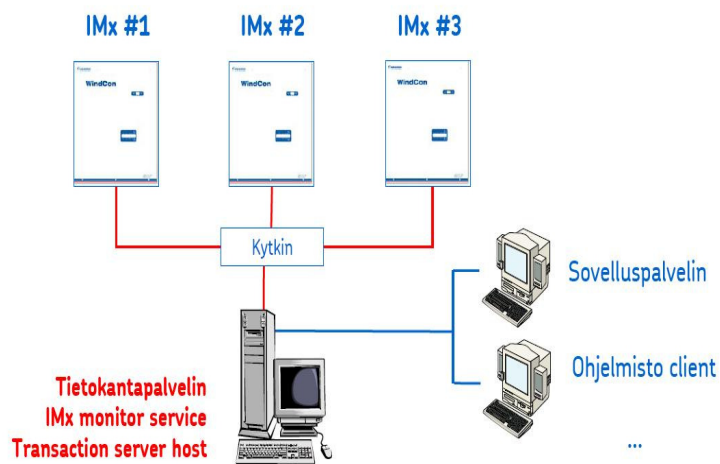 IMx #1
IMx #2
IMx #3
WindCon
WindCon
WindCon
Kytkin
Sovelluspalvelin
Ohjelmisto client
...
Tietokantapalvelin
IMx monitor service
Transaction server host